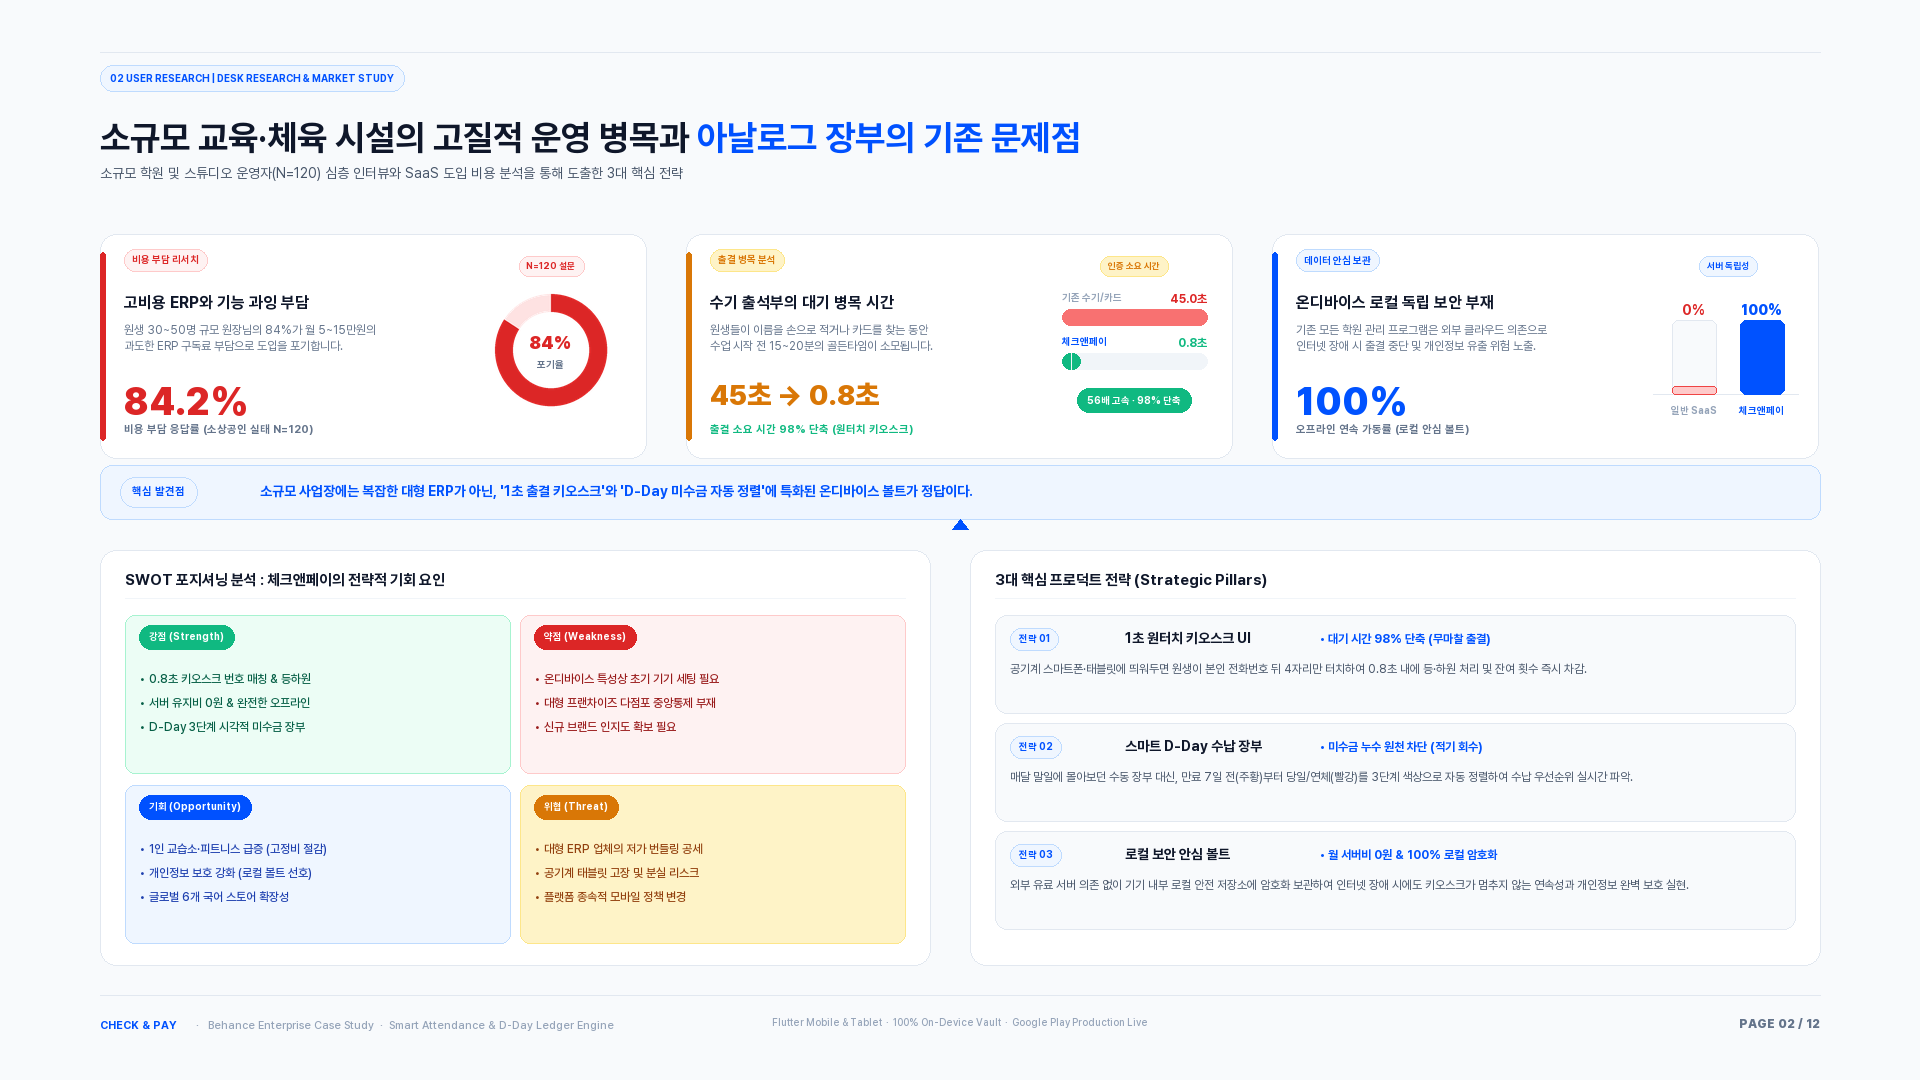 02 USER RESEARCH | DESK RESEARCH & MARKET STUDY
소규모 교육·체육 시설의 고질적 운영 병목과 아날로그 장부의 기존 문제점
소규모 학원 및 스튜디오 운영자(N=120) 심층 인터뷰와 SaaS 도입 비용 분석을 통해 도출한 3대 핵심 전략
비용 부담 리서치
N=120 설문
고비용 ERP와 기능 과잉 부담
원생 30~50명 규모 원장님의 84%가 월 5~15만원의
과도한 ERP 구독료 부담으로 도입을 포기합니다.
84%
포기율
84.2%
비용 부담 응답률 (소상공인 실태 N=120)
출결 병목 분석
인증 소요 시간
수기 출석부의 대기 병목 시간
원생들이 이름을 손으로 적거나 카드를 찾는 동안
수업 시작 전 15~20분의 골든타임이 소모됩니다.
기존 수기/카드 45.0초
체크앤페이 0.8초
56배 고속 · 98% 단축
45초 → 0.8초
출결 소요 시간 98% 단축 (원터치 키오스크)
데이터 안심 보관
서버 독립성
온디바이스 로컬 독립 보안 부재
기존 모든 학원 관리 프로그램은 외부 클라우드 의존으로
인터넷 장애 시 출결 중단 및 개인정보 유출 위험 노출.
0% 100%
일반 SaaS 체크앤페이
100%
오프라인 연속 가동률 (로컬 안심 볼트)
핵심 발견점
소규모 사업장에는 복잡한 대형 ERP가 아닌, '1초 출결 키오스크'와 'D-Day 미수금 자동 정렬'에 특화된 온디바이스 볼트가 정답이다.
SWOT 포지셔닝 분석 : 체크앤페이의 전략적 기회 요인
강점 (Strength)
• 0.8초 키오스크 번호 매칭 & 등하원
• 서버 유지비 0원 & 완전한 오프라인
• D-Day 3단계 시각적 미수금 장부
약점 (Weakness)
• 온디바이스 특성상 초기 기기 세팅 필요
• 대형 프랜차이즈 다점포 중앙통제 부재
• 신규 브랜드 인지도 확보 필요
기회 (Opportunity)
• 1인 교습소·피트니스 급증 (고정비 절감)
• 개인정보 보호 강화 (로컬 볼트 선호)
• 글로벌 6개 국어 스토어 확장성
위협 (Threat)
• 대형 ERP 업체의 저가 번들링 공세
• 공기계 태블릿 고장 및 분실 리스크
• 플랫폼 종속적 모바일 정책 변경
3대 핵심 프로덕트 전략 (Strategic Pillars)
전략 01
1초 원터치 키오스크 UI
• 대기 시간 98% 단축 (무마찰 출결)
공기계 스마트폰·태블릿에 띄워두면 원생이 본인 전화번호 뒤 4자리만 터치하여 0.8초 내에 등·하원 처리 및 잔여 횟수 즉시 차감.
전략 02
스마트 D-Day 수납 장부
• 미수금 누수 원천 차단 (적기 회수)
매달 말일에 몰아보던 수동 장부 대신, 만료 7일 전(주황)부터 당일/연체(빨강)를 3단계 색상으로 자동 정렬하여 수납 우선순위 실시간 파악.
전략 03
로컬 보안 안심 볼트
• 월 서버비 0원 & 100% 로컬 암호화
외부 유료 서버 의존 없이 기기 내부 로컬 안전 저장소에 암호화 보관하여 인터넷 장애 시에도 키오스크가 멈추지 않는 연속성과 개인정보 완벽 보호 실현.
CHECK & PAY · Behance Enterprise Case Study · Smart Attendance & D-Day Ledger Engine
Flutter Mobile & Tablet · 100% On-Device Vault · Google Play Production Live
PAGE 02 / 12